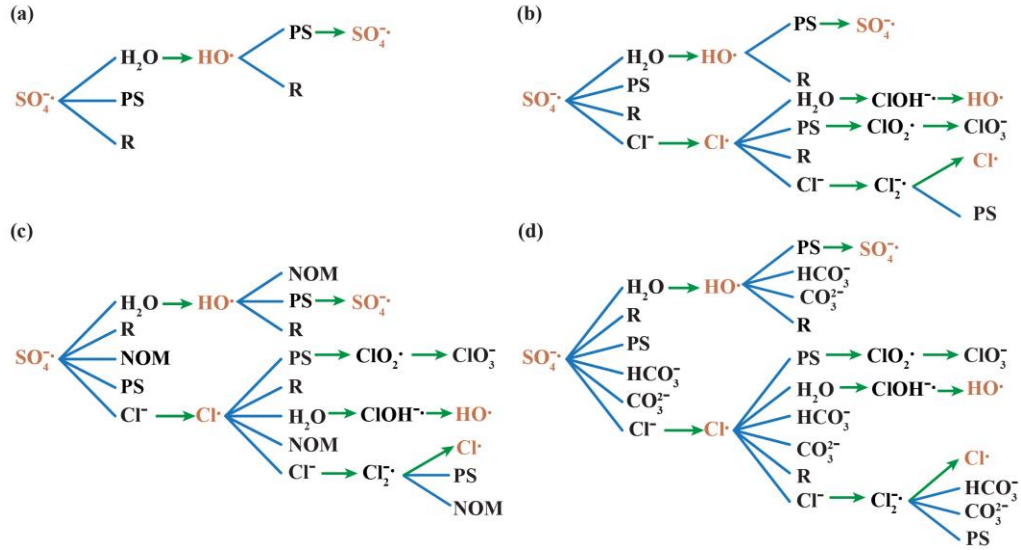 (a)
PS → SO₄⁻·
H₂O → HO·
SO₄⁻·
PS
R
R
(b)
PS → SO₄⁻·
H₂O → HO·
PS
R
SO₄⁻·
R
H₂O → ClOH⁻· → HO·
PS → ClO₂· → ClO₃⁻
Cl⁻ → Cl·
R
Cl·
Cl⁻ → Cl₂⁻·
PS
(c)
NOM
H₂O → HO·
PS → SO₄⁻·
R
R
SO₄⁻·
NOM
PS → ClO₂· → ClO₃⁻
PS
R
Cl⁻ → Cl·
H₂O → ClOH⁻· → HO·
NOM
Cl·
Cl⁻ → Cl₂⁻·
PS
NOM
(d)
PS → SO₄⁻·
HCO₃⁻
H₂O → HO·
CO₃²⁻
R
R
SO₄⁻·
PS
PS → ClO₂· → ClO₃⁻
HCO₃⁻
H₂O → ClOH⁻· → HO·
CO₃²⁻
HCO₃⁻
Cl⁻ → Cl·
CO₃²⁻
R
Cl·
Cl⁻ → Cl₂⁻·
HCO₃⁻
CO₃²⁻
PS